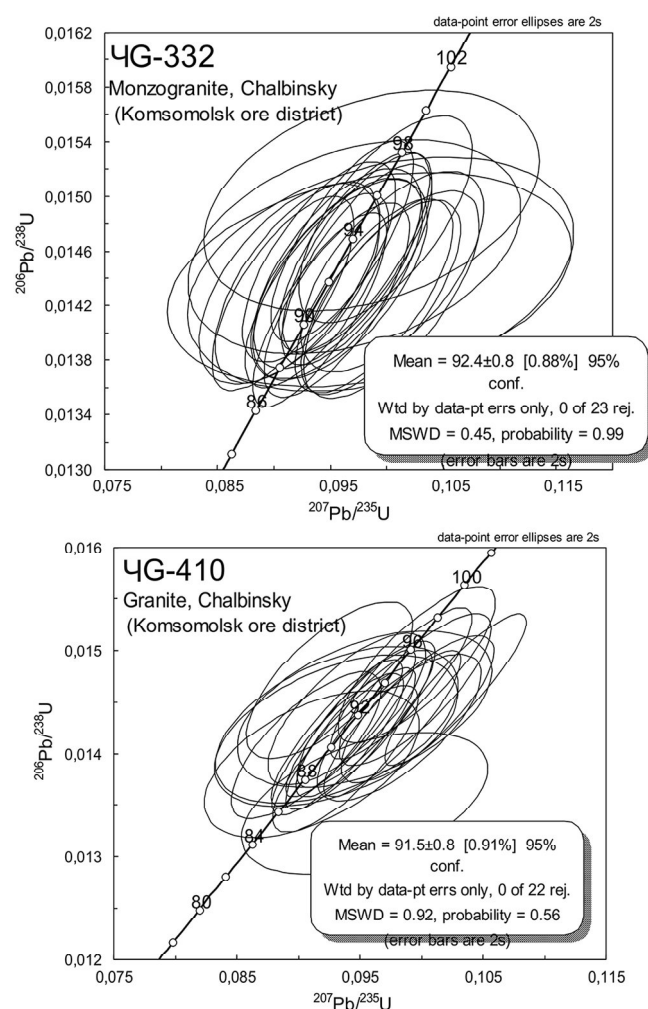 data-point error ellipses are 2s
0,0162
ЧG-332
102
Monzogranite, Chalbinsky
0,0158
(Komsomolsk ore district)
0,0154
98
0,0150
206Pb/238U
0,0146
94
0,0142
90
0,0138
Mean = 92.4±0.8 [0.88%] 95%
conf.
Wtd by data-pt errs only, 0 of 23 rej.
MSWD = 0.45, probability = 0.99
(error bars are 2s)
86
0,0134
0,0130
0,075
0,085
0,095
0,105
0,115
207Pb/235U
data-point error ellipses are 2s
0,016
ЧG-410
100
Granite, Chalbinsky
(Komsomolsk ore district)
0,015
96
206Pb/238U
92
0,014
88
84
0,013
Mean = 91.5±0.8 [0.91%] 95%
conf.
Wtd by data-pt errs only, 0 of 22 rej.
MSWD = 0.92, probability = 0.56
(error bars are 2s)
80
0,012
0,075
0,085
0,095
0,105
0,115
207Pb/235U